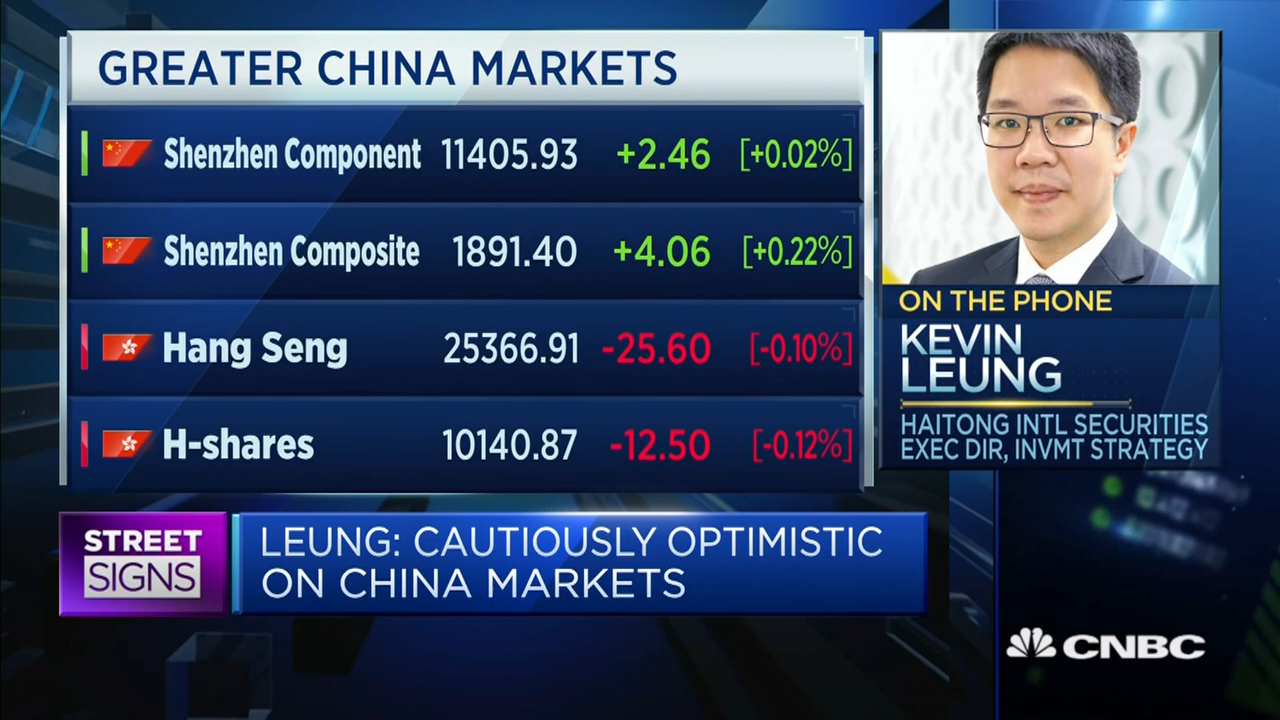 GREATER CHINA MARKETS
Shenzhen Component 11405.93 +2.46 [+0.02%]
Shenzhen Composite 1891.40 +4.06 [+0.22%]
Hang Seng 25366.91 -25.60 [-0.10%]
H-shares 10140.87 -12.50 [-0.12%]
ON THE PHONE
KEVIN
LEUNG
HAITONG INTL SECURITIES
EXEC DIR, INVMT STRATEGY
STREET
SIGNS
LEUNG: CAUTIOUSLY OPTIMISTIC
ON CHINA MARKETS
CNBC